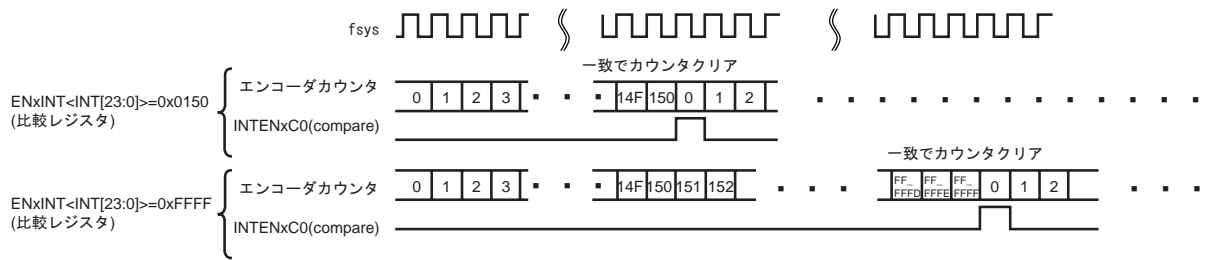 fsys
一致でカウンタクリア
ENxINT<INT[23:0]>=0x0150
(比較レジスタ)
エンコーダカウンタ
0 1 2 3 14F 150 0 1 2
INTENxC0(compare)
一致でカウンタクリア
ENxINT<INT[23:0]>=0xFFFF
(比較レジスタ)
エンコーダカウンタ
0 1 2 3 14F 150 151 152 FF_FFFD FF_FFFE FF_FFFF 0 1 2
INTENxC0(compare)